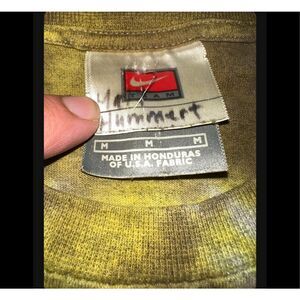 TEAM
Hummert
M M M
MADE IN HONDURAS
OF U.S.A. FABRIC